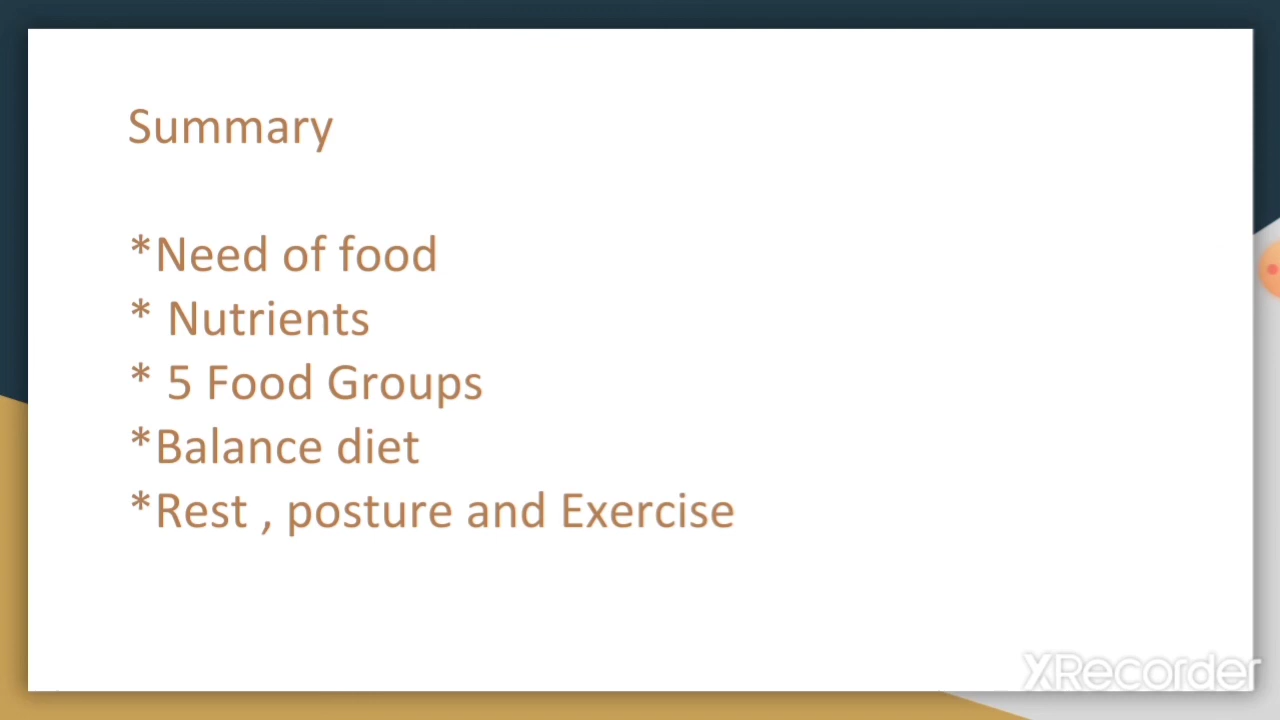 Summary
*Need of food
* Nutrients
* 5 Food Groups
*Balance diet
*Rest , posture and Exercise
XRecorder